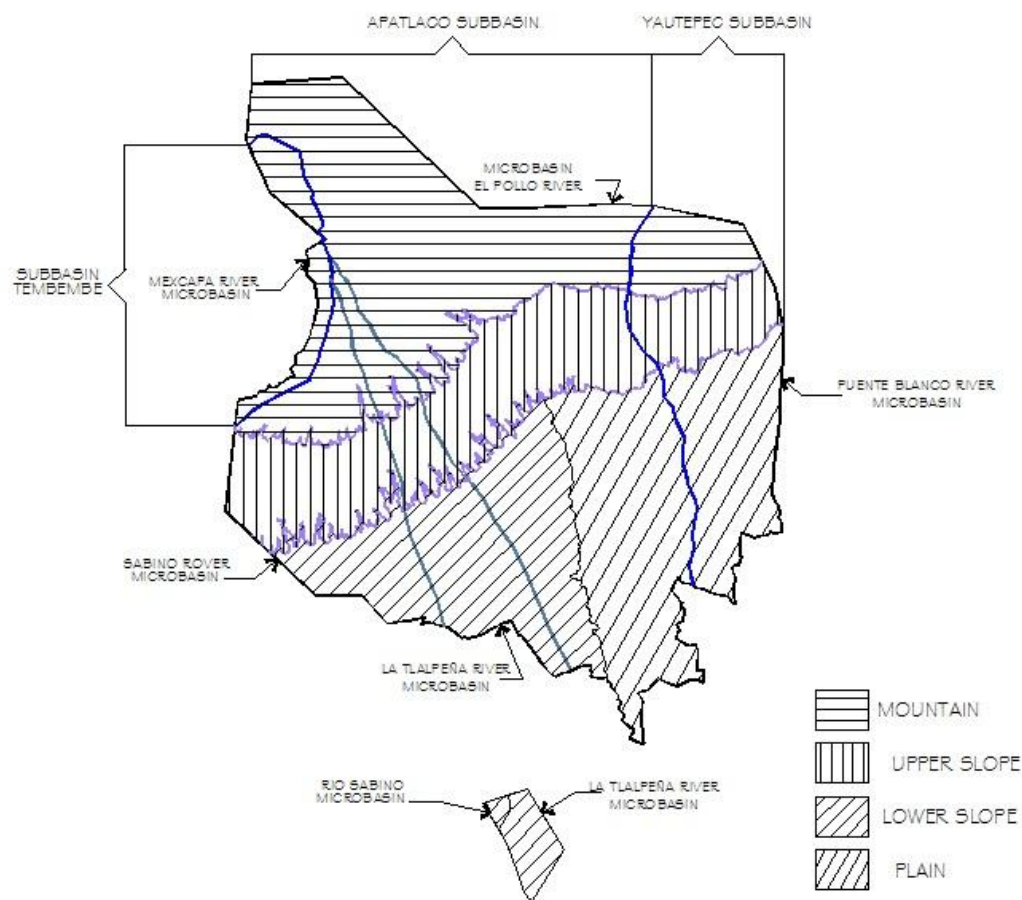 APATLACO SUBBASIN
YAUTEPEC SUBBASIN
MICROBASIN
EL POLLO RIVER
SUBBASIN
TEMBEMBE
MEXCAPA RIVER
MICROBASIN
PUENTE BLANCO RIVER
MICROBASIN
SABINO ROVER
MICROBASIN
LA TLALPEÑA RIVER
MICROBASIN
MOUNTAIN
UPPER SLOPE
RIO SABINO
MICROBASIN
LA TLALPEÑA RIVER
MICROBASIN
LOWER SLOPE
PLAIN